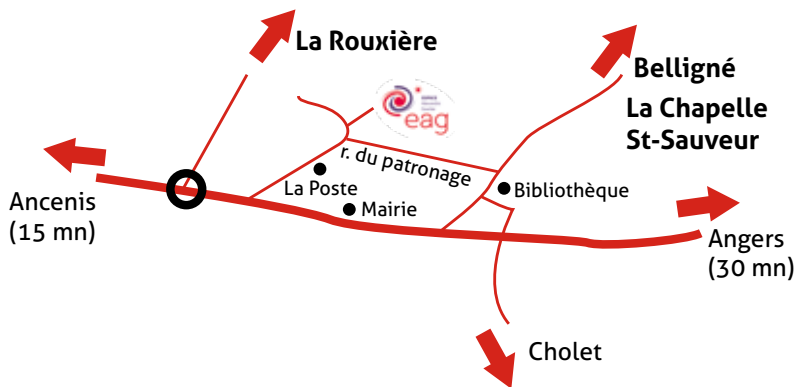 La Rouxière
eag
Belligné
La Chapelle
St-Sauveur
r. du patronage
La Poste
Bibliothèque
Mairie
Ancenis
(15 mn)
Angers
(30 mn)
Cholet